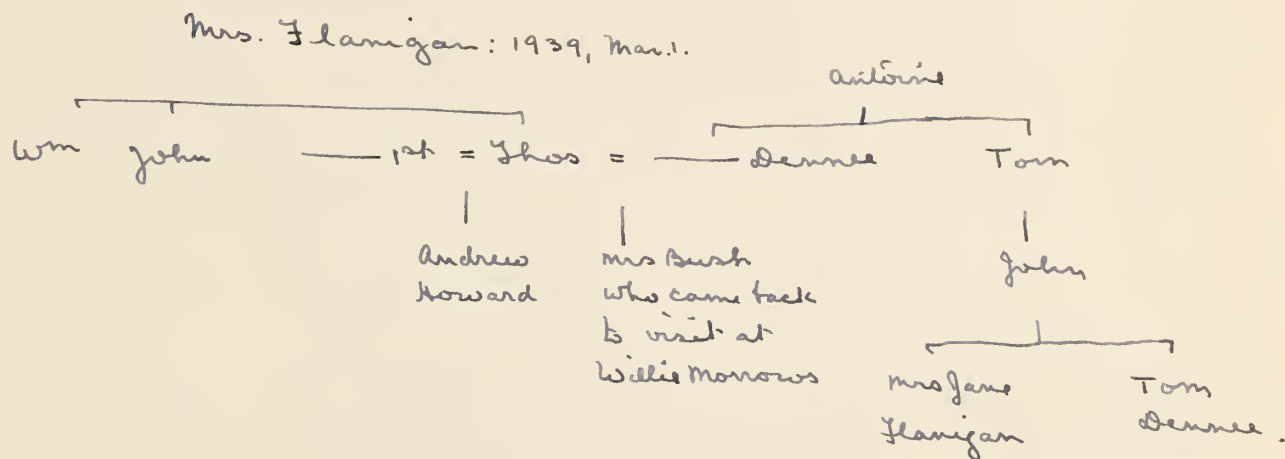 Mrs. Flanigan: 1939, Mar. 1.
Antoine
Wm John — 1st = Thos = — Dennee Tom
Andrew
Howard
Mrs Bush
who came back
to visit at
Willie Morrows
John
Mrs Jane
Flanigan
Tom
Dennee.